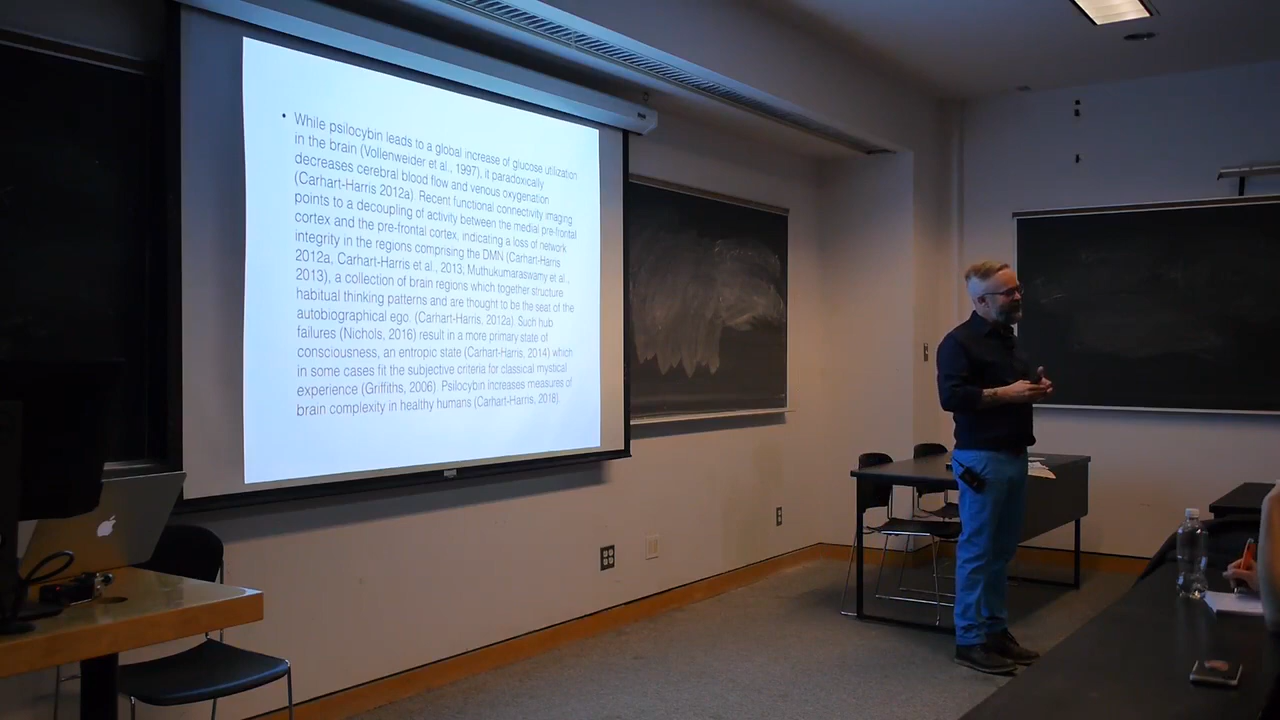 • While psilocybin leads to a global increase of glucose utilization
in the brain (Vollenweider et al., 1997), it paradoxically
decreases cerebral blood flow and venous oxygenation
(Carhart-Harris 2012a). Recent functional connectivity imaging
points to a decoupling of activity between the medial pre-frontal
cortex and the pre-frontal cortex, indicating a loss of network
integrity in the regions comprising the DMN (Carhart-Harris
2012a, Carhart-Harris et al., 2013; Muthukumaraswamy et al.,
2013), a collection of brain regions which together structure
habitual thinking patterns and are thought to be the seat of the
autobiographical ego. (Carhart-Harris, 2012a). Such hub
failures (Nichols, 2016) result in a more primary state of
consciousness, an entropic state (Carhart-Harris, 2014) which
in some cases fit the subjective criteria for classical mystical
experience (Griffiths, 2006). Psilocybin increases measures of
brain complexity in healthy humans (Carhart-Harris, 2018).